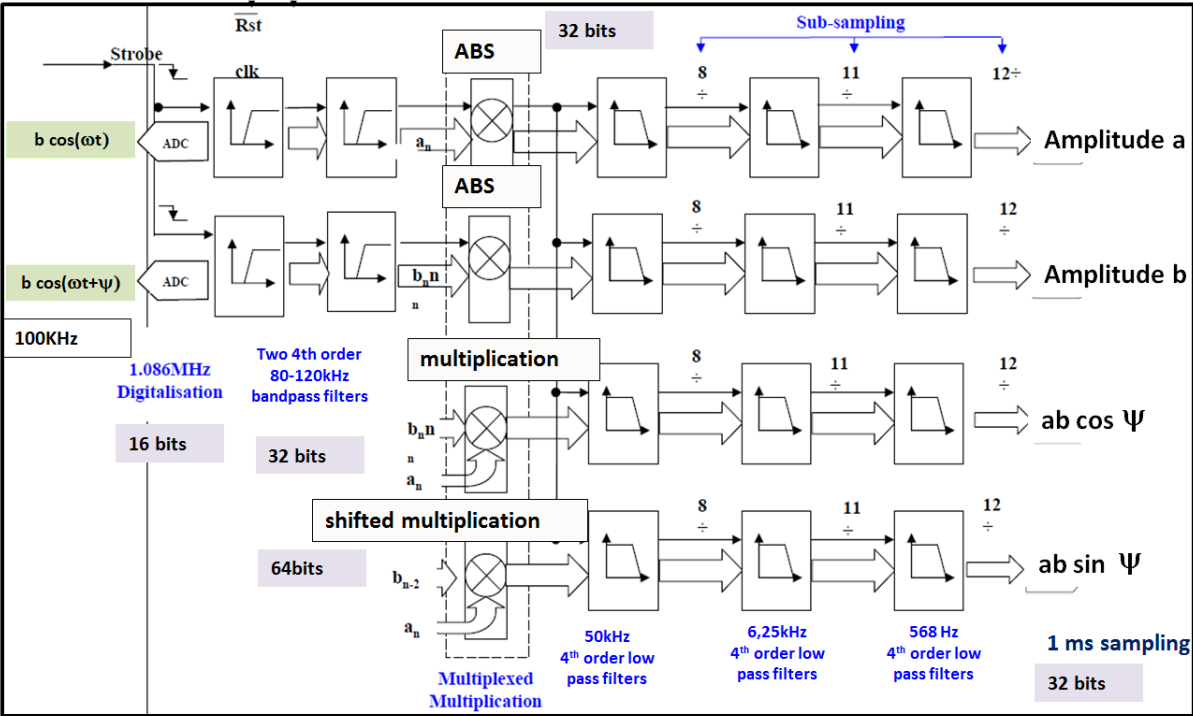 Rst
32 bits
Sub-sampling
Strobe
clk
ABS
8
÷
11
÷
12÷
b cos(ωt)
ADC
aₙ
Amplitude a
ABS
8
÷
11
÷
12
÷
b cos(ωt+ψ)
ADC
bₙn
n
Amplitude b
100KHz
1.086MHz
Digitalisation
16 bits
Two 4th order
80-120kHz
bandpass filters
32 bits
multiplication
8
÷
11
÷
12
÷
bₙn
n
aₙ
ab cos Ψ
shifted multiplication
8
÷
11
÷
12
÷
64bits
bₙ₋₂
aₙ
ab sin Ψ
Multiplexed
Multiplication
50kHz
4th order low
pass filters
6,25kHz
4th order low
pass filters
568 Hz
4th order low
pass filters
1 ms sampling
32 bits